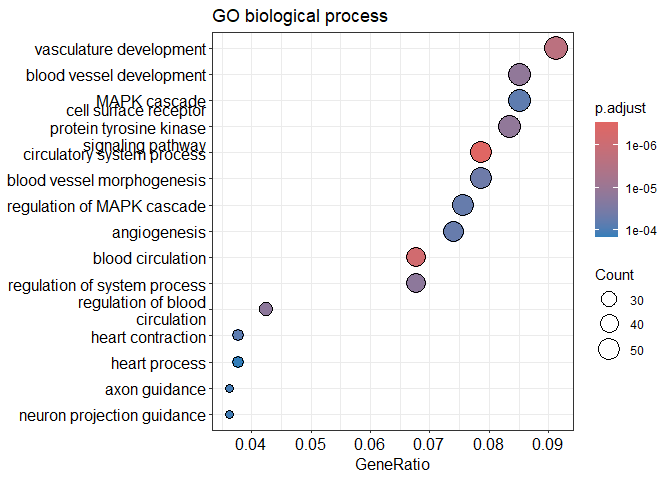 GO biological process
vasculature development
blood vessel development
MAPK cascade
cell surface receptor
protein tyrosine kinase
signaling pathway
circulatory system process
blood vessel morphogenesis
regulation of MAPK cascade
angiogenesis
blood circulation
regulation of system process
regulation of blood
circulation
heart contraction
heart process
axon guidance
neuron projection guidance
0.04 0.05 0.06 0.07 0.08 0.09
GeneRatio
p.adjust
1e-06
1e-05
1e-04
Count
30
40
50